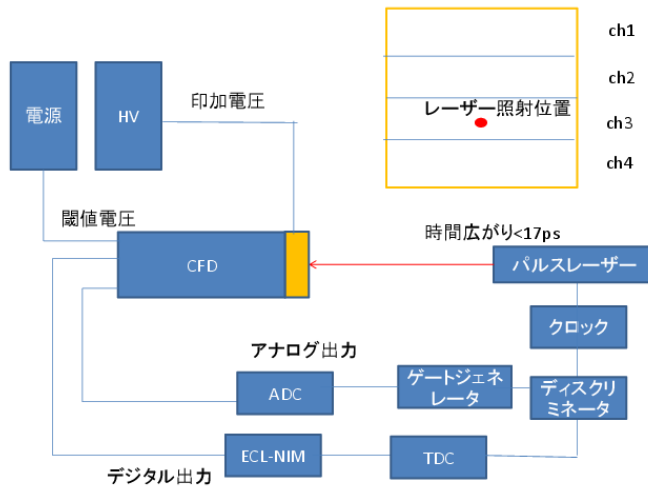 ch1
ch2
レーザー照射位置
ch3
ch4
電源
HV
印加電圧
閾値電圧
CFD
時間広がり<17ps
パルスレーザー
クロック
アナログ出力
ADC
ゲートジェネ
レータ
ディスクリ
ミネータ
デジタル出力
ECL-NIM
TDC